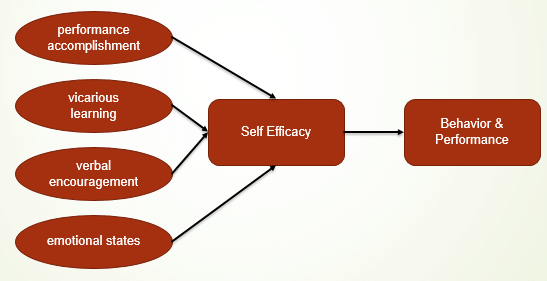 performance
accomplishment
vicarious
learning
verbal
encouragement
emotional states
Self Efficacy
Behavior &
Performance